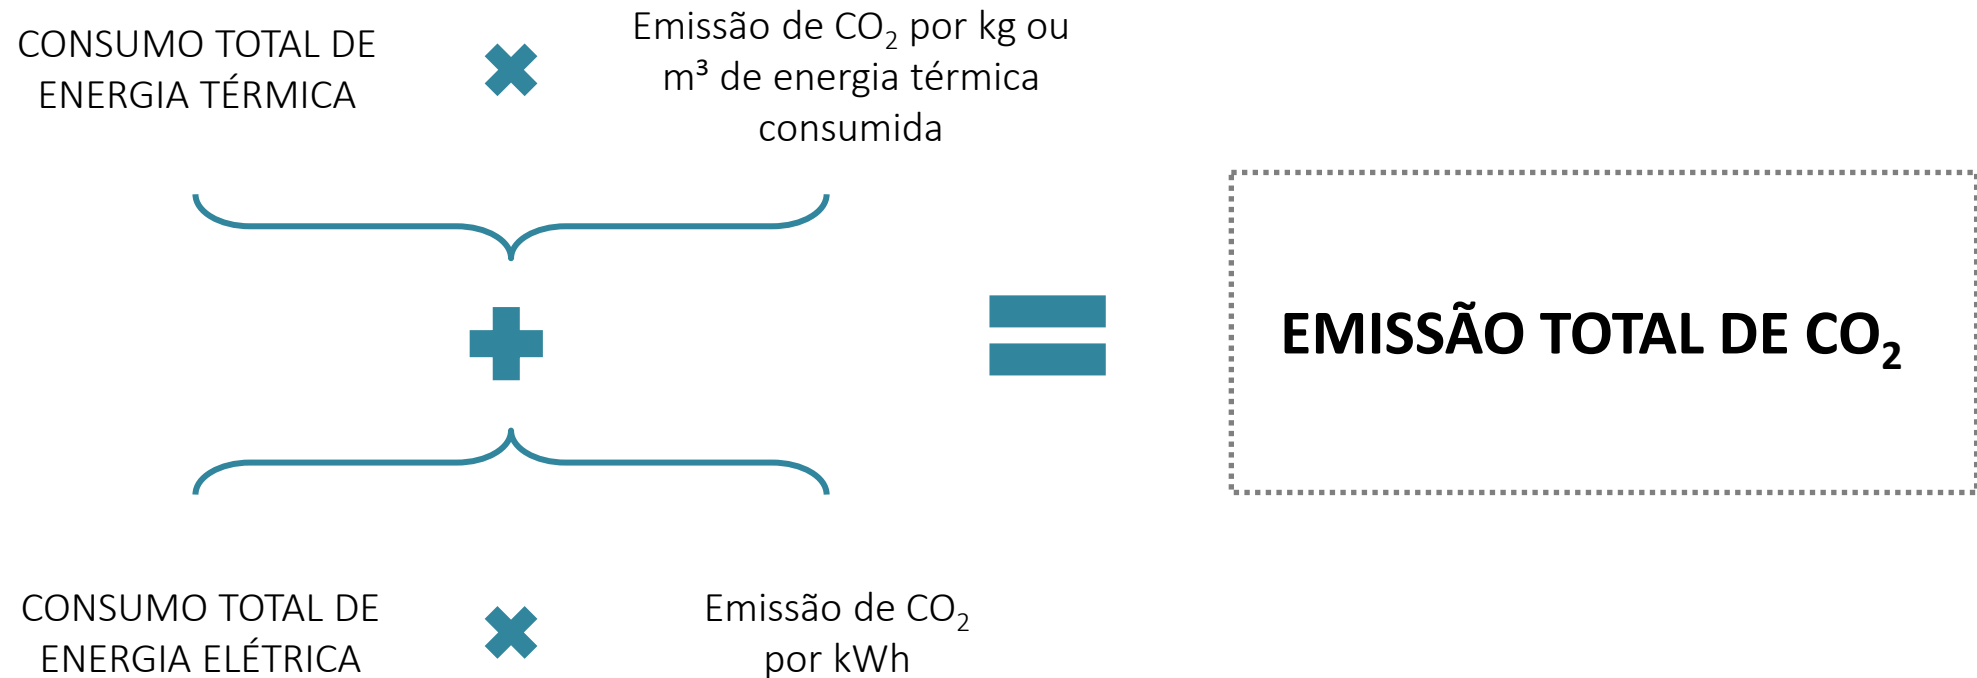 CONSUMO TOTAL DE
ENERGIA TÉRMICA
Emissão de CO₂ por kg ou
m³ de energia térmica
consumida
EMISSÃO TOTAL DE CO₂
CONSUMO TOTAL DE
ENERGIA ELÉTRICA
Emissão de CO₂
por kWh